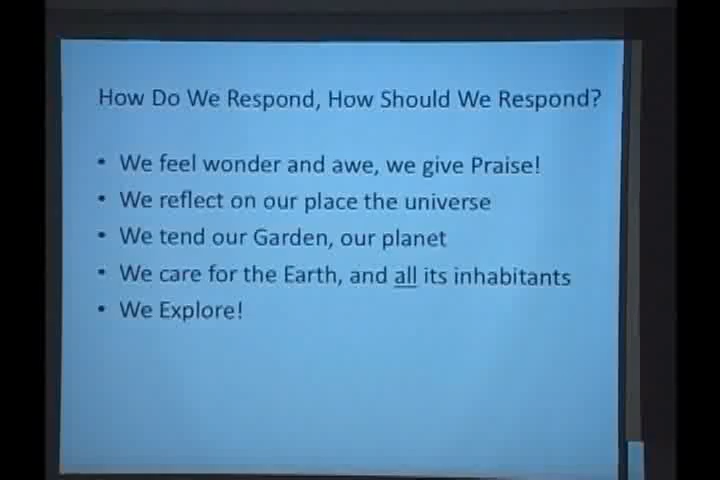 How Do We Respond, How Should We Respond?
• We feel wonder and awe, we give Praise!
• We reflect on our place the universe
• We tend our Garden, our planet
• We care for the Earth, and all its inhabitants
• We Explore!